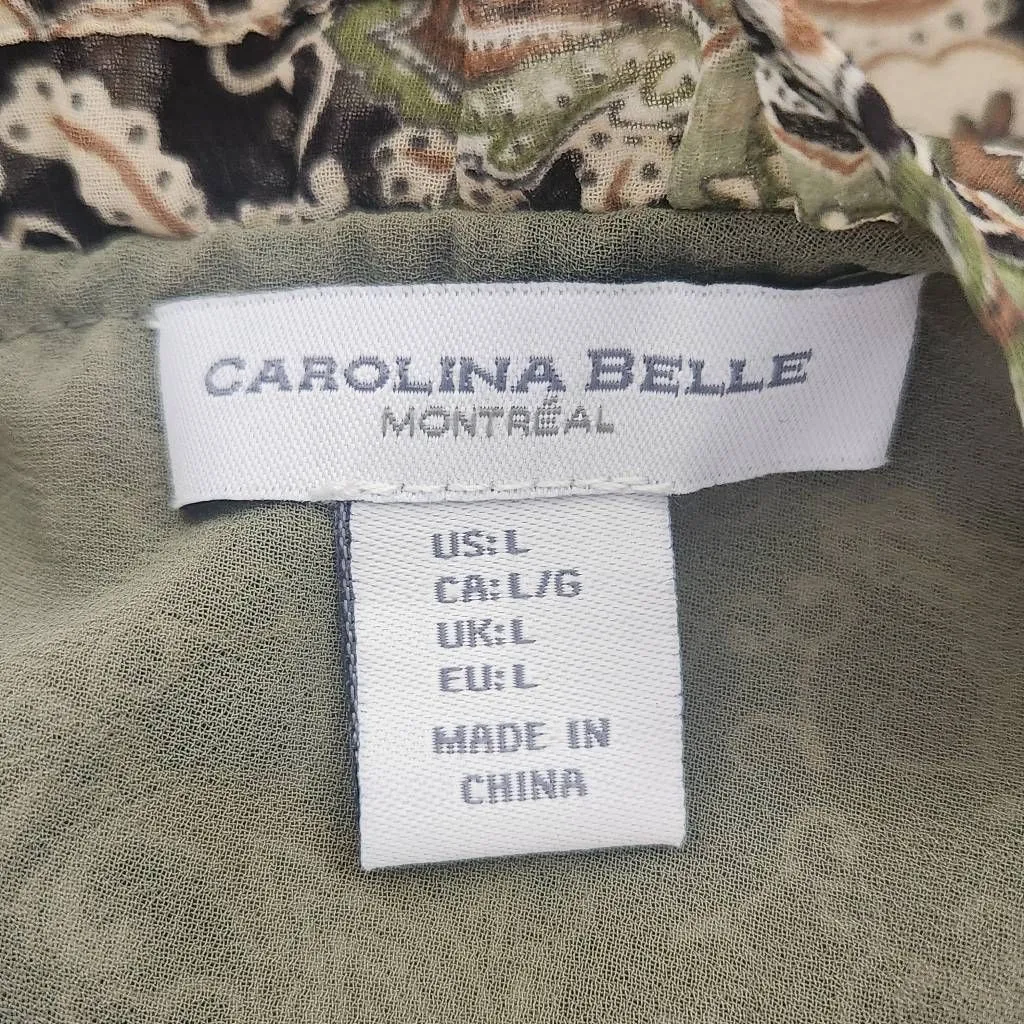 CAROLINA BELLE
MONTRÉAL
US: L
CA: L/G
UK: L
EU: L
MADE IN
CHINA